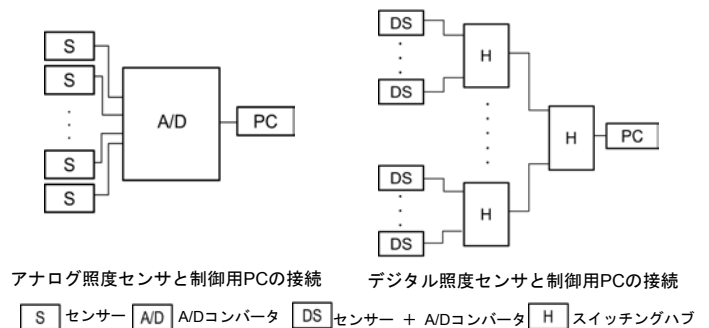 S
S
S
S
A/D
PC
DS
DS
DS
DS
H
H
H
PC
アナログ照度センサと制御用PCの接続
デジタル照度センサと制御用PCの接続
S センサー A/D A/Dコンバータ DS センサー + A/Dコンバータ H スイッチングハブ